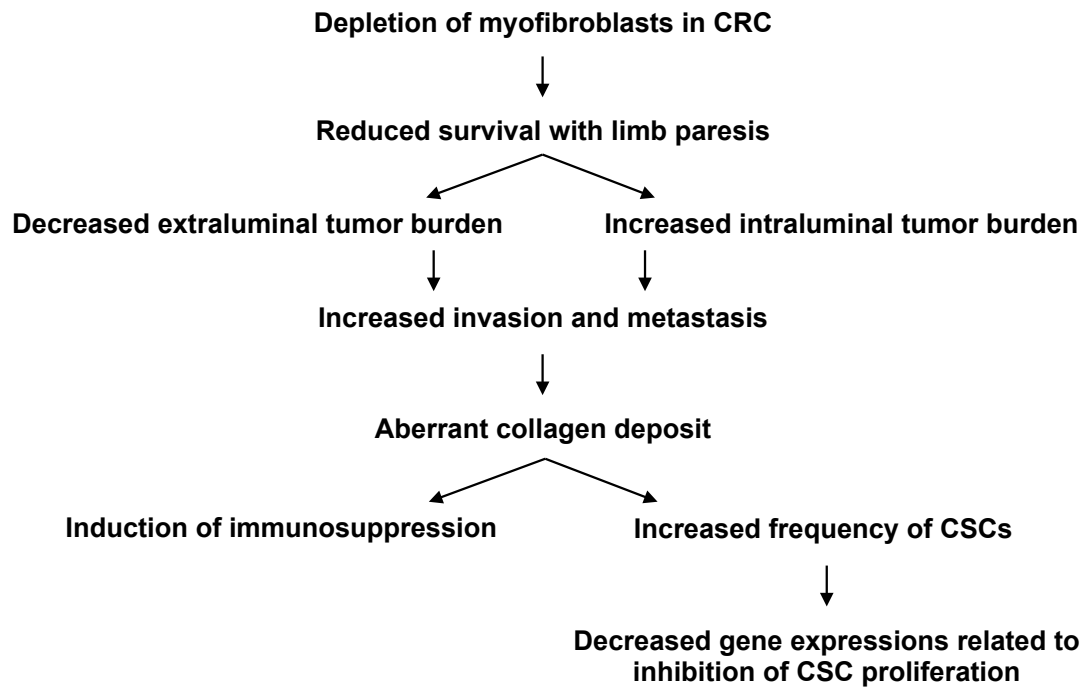 Depletion of myofibroblasts in CRC
Reduced survival with limb paresis
Decreased extraluminal tumor burden
Increased intraluminal tumor burden
Increased invasion and metastasis
Aberrant collagen deposit
Induction of immunosuppression
Increased frequency of CSCs
Decreased gene expressions related to
inhibition of CSC proliferation